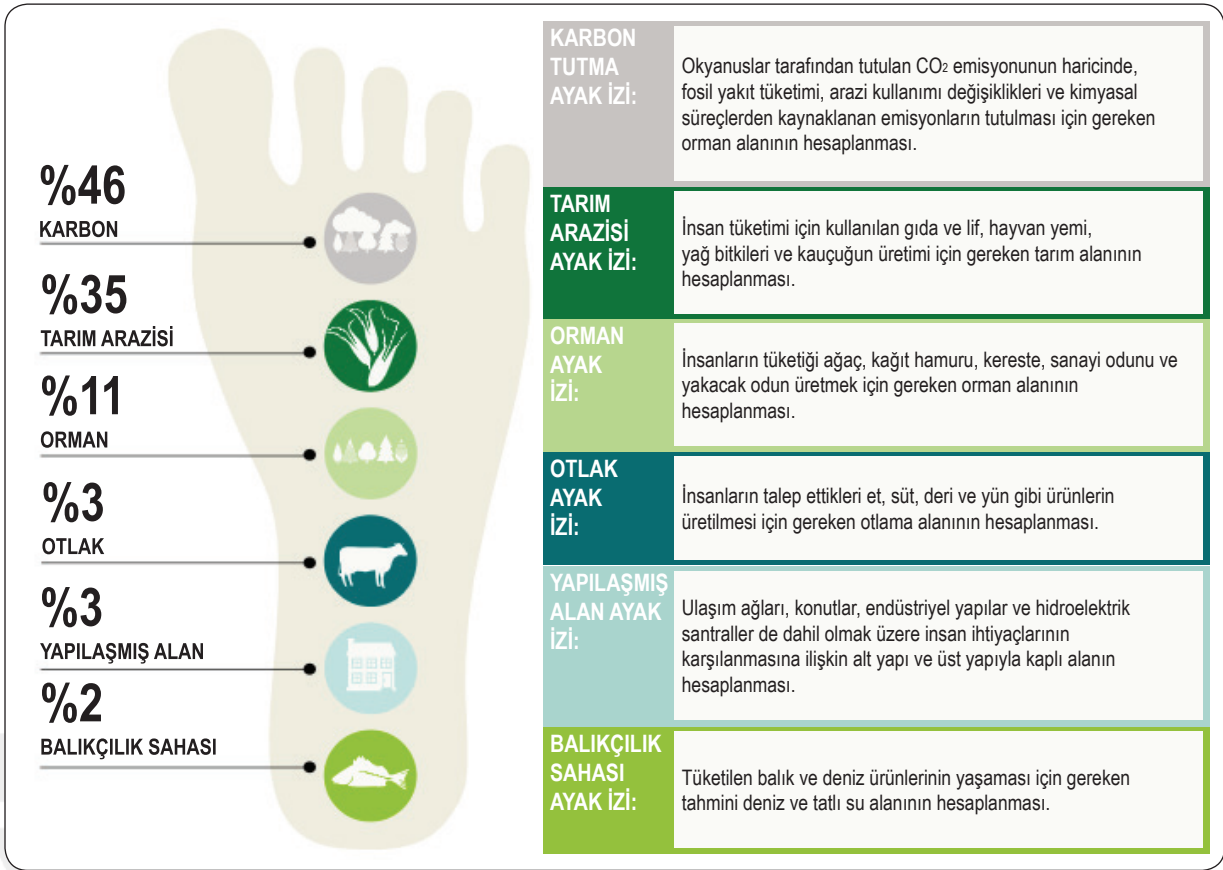 %46
KARBON
%35
TARIM ARAZİSİ
%11
ORMAN
%3
OTLAK
%3
YAPILAŞMIŞ ALAN
%2
BALIKÇILIK SAHASI
KARBON
TUTMA
AYAK İZİ:
Okyanuslar tarafından tutulan CO₂ emisyonunun haricinde,
fosil yakıt tüketimi, arazi kullanımı değişiklikleri ve kimyasal
süreçlerden kaynaklanan emisyonların tutulması için gereken
orman alanının hesaplanması.
TARIM
ARAZİSİ
AYAK İZİ:
İnsan tüketimi için kullanılan gıda ve lif, hayvan yemi,
yağ bitkileri ve kauçuğun üretimi için gereken tarım alanının
hesaplanması.
ORMAN
AYAK
İZİ:
İnsanların tüketiği ağaç, kağıt hamuru, kereste, sanayi odunu ve
yakacak odun üretmek için gereken orman alanının
hesaplanması.
OTLAK
AYAK
İZİ:
İnsanların talep ettikleri et, süt, deri ve yün gibi ürünlerin
üretilmesi için gereken otlama alanının hesaplanması.
YAPILAŞMIŞ
ALAN AYAK
İZİ:
Ulaşım ağları, konutlar, endüstriyel yapılar ve hidroelektrik
santraller de dahil olmak üzere insan ihtiyaçlarının
karşılanmasına ilişkin alt yapı ve üst yapıyla kaplı alanın
hesaplanması.
BALIKÇILIK
SAHASI
AYAK İZİ:
Tüketilen balık ve deniz ürünlerinin yaşaması için gereken
tahmini deniz ve tatlı su alanının hesaplanması.